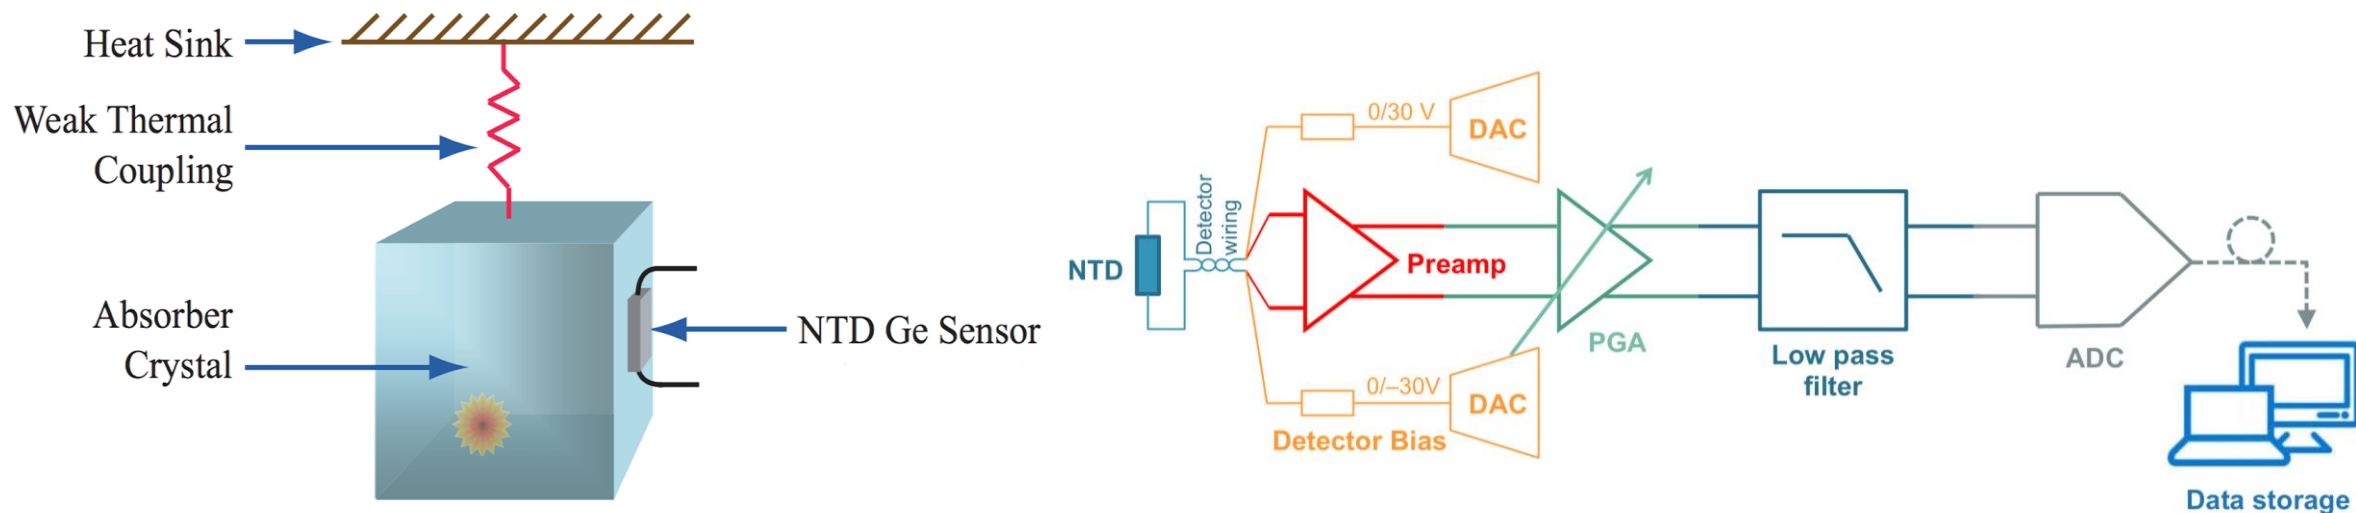 Heat Sink
Weak Thermal
Coupling
Absorber
Crystal
NTD Ge Sensor
NTD
Detector
wiring
0/30 V
DAC
Preamp
0/–30V
DAC
Detector Bias
PGA
Low pass
filter
ADC
Data storage